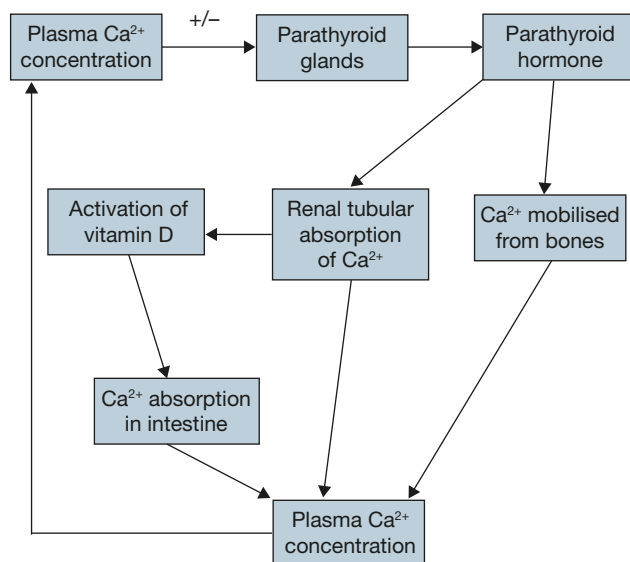 Plasma Ca²⁺
concentration
+/–
Parathyroid
glands
Parathyroid
hormone
Activation of
vitamin D
Renal tubular
absorption
of Ca²⁺
Ca²⁺ mobilised
from bones
Ca²⁺ absorption
in intestine
Plasma Ca²⁺
concentration